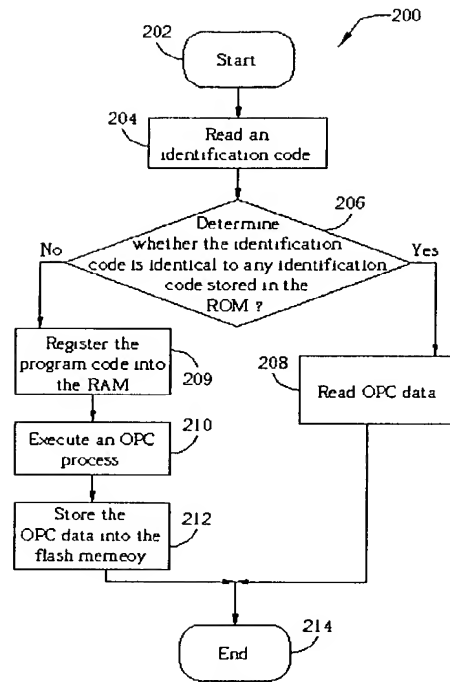 200
202
Start
204
Read an
identification code
206
Determine
whether the identification
code is identical to any identification
code stored in the
ROM ?
No
Yes
Register the
program code into
the RAM
209
208
Read OPC data
210
Execute an OPC
process
Store the
OPC data into the
flash memeoy
212
End
214